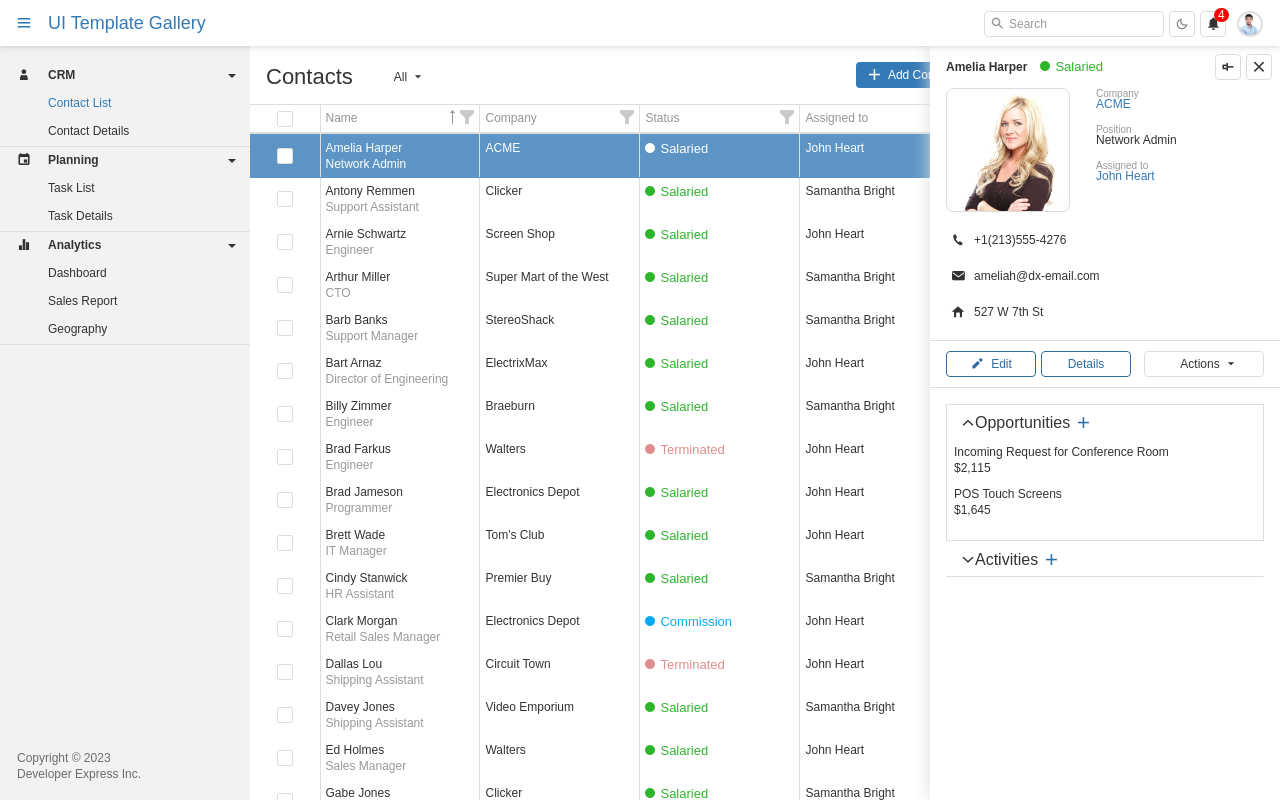 UI Template Gallery
Search
4
CRM
Contact List
Contact Details
Planning
Task List
Task Details
Analytics
Dashboard
Sales Report
Geography
Copyright © 2023
Developer Express Inc.
Contacts
All
Add Con
Name
Company
Status
Assigned to
Amelia Harper
Network Admin
ACME
Salaried
John Heart
Antony Remmen
Support Assistant
Clicker
Salaried
Samantha Bright
Arnie Schwartz
Engineer
Screen Shop
Salaried
John Heart
Arthur Miller
CTO
Super Mart of the West
Salaried
Samantha Bright
Barb Banks
Support Manager
StereoShack
Salaried
Samantha Bright
Bart Arnaz
Director of Engineering
ElectrixMax
Salaried
John Heart
Billy Zimmer
Engineer
Braeburn
Salaried
Samantha Bright
Brad Farkus
Engineer
Walters
Terminated
John Heart
Brad Jameson
Programmer
Electronics Depot
Salaried
John Heart
Brett Wade
IT Manager
Tom's Club
Salaried
John Heart
Cindy Stanwick
HR Assistant
Premier Buy
Salaried
Samantha Bright
Clark Morgan
Retail Sales Manager
Electronics Depot
Commission
John Heart
Dallas Lou
Shipping Assistant
Circuit Town
Terminated
John Heart
Davey Jones
Shipping Assistant
Video Emporium
Salaried
Samantha Bright
Ed Holmes
Sales Manager
Walters
Salaried
John Heart
Gabe Jones
Clicker
Salaried
Samantha Bright
Amelia Harper
Salaried
Company
ACME
Position
Network Admin
Assigned to
John Heart
+1(213)555-4276
ameliah@dx-email.com
527 W 7th St
Edit
Details
Actions
Opportunities
Incoming Request for Conference Room
$2,115
POS Touch Screens
$1,645
Activities